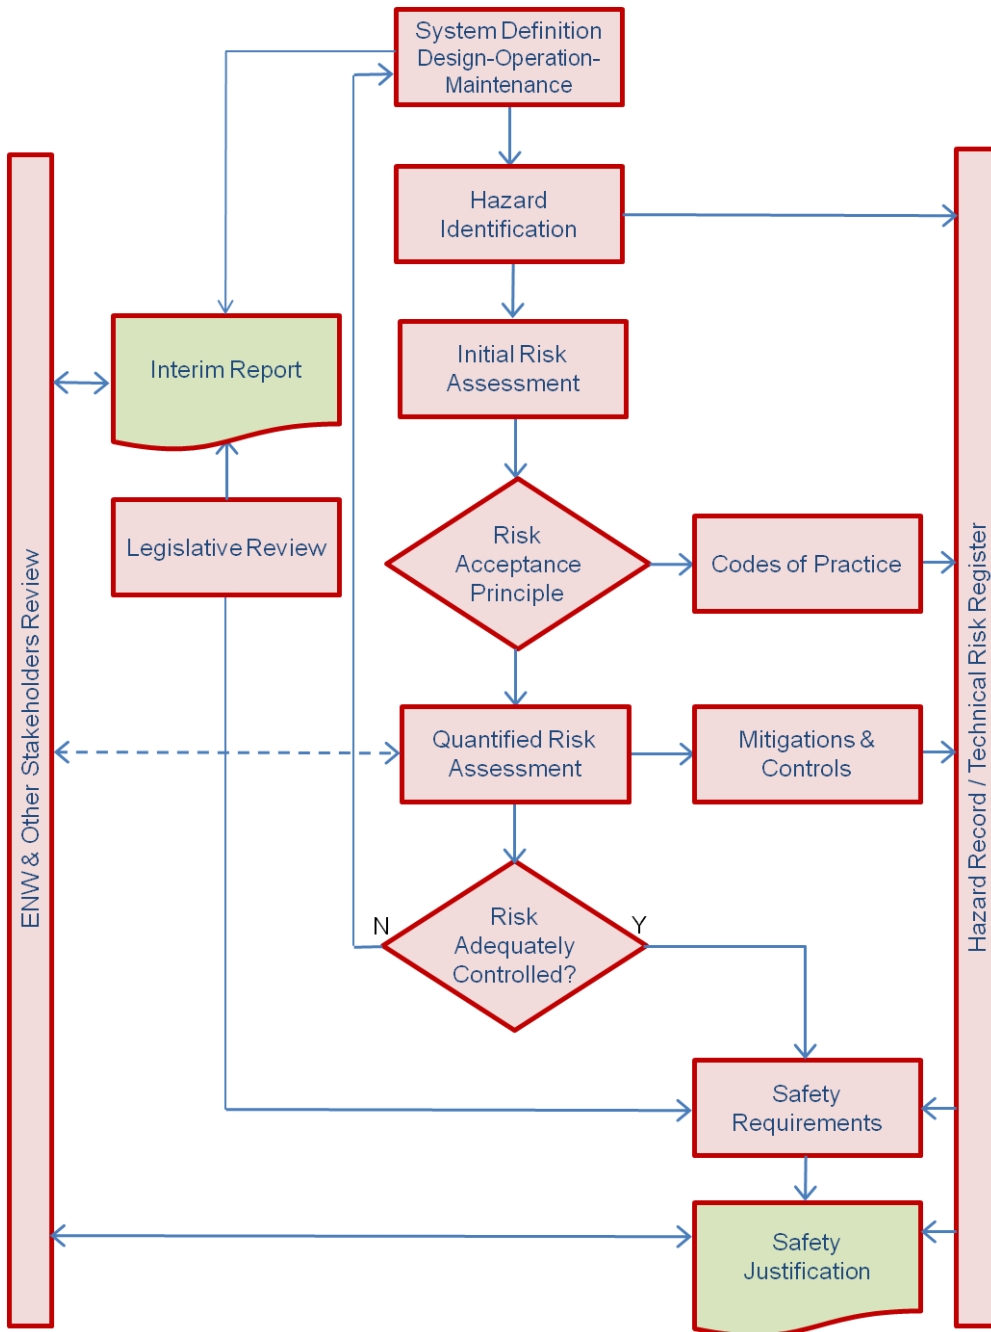 System Definition
Design-Operation-
Maintenance
Hazard
Identification
Interim Report
Initial Risk
Assessment
Legislative Review
Risk
Acceptance
Principle
Codes of Practice
ENW & Other Stakeholders Review
Hazard Record / Technical Risk Register
Quantified Risk
Assessment
Mitigations &
Controls
N
Risk
Adequately
Controlled?
Y
Safety
Requirements
Safety
Justification